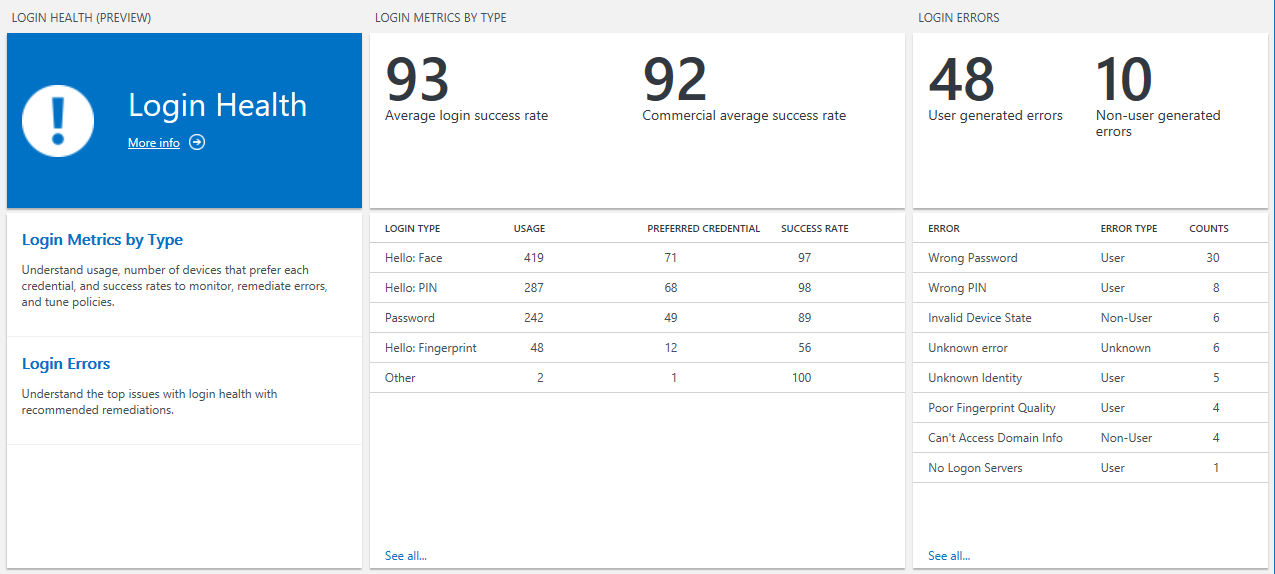 LOGIN HEALTH (PREVIEW)
Login Health
More info
Login Metrics by Type
Understand usage, number of devices that prefer each
credential, and success rates to monitor, remediate errors,
and tune policies.
Login Errors
Understand the top issues with login health with
recommended remediations.
LOGIN METRICS BY TYPE
93
Average login success rate
92
Commercial average success rate
LOGIN TYPE USAGE PREFERRED CREDENTIAL SUCCESS RATE
Hello: Face 419 71 97
Hello: PIN 287 68 98
Password 242 49 89
Hello: Fingerprint 48 12 56
Other 2 1 100
See all...
LOGIN ERRORS
48
User generated errors
10
Non-user generated
errors
ERROR ERROR TYPE COUNTS
Wrong Password User 30
Wrong PIN User 8
Invalid Device State Non-User 6
Unknown error Unknown 6
Unknown Identity User 5
Poor Fingerprint Quality User 4
Can't Access Domain Info Non-User 4
No Logon Servers User 1
See all...